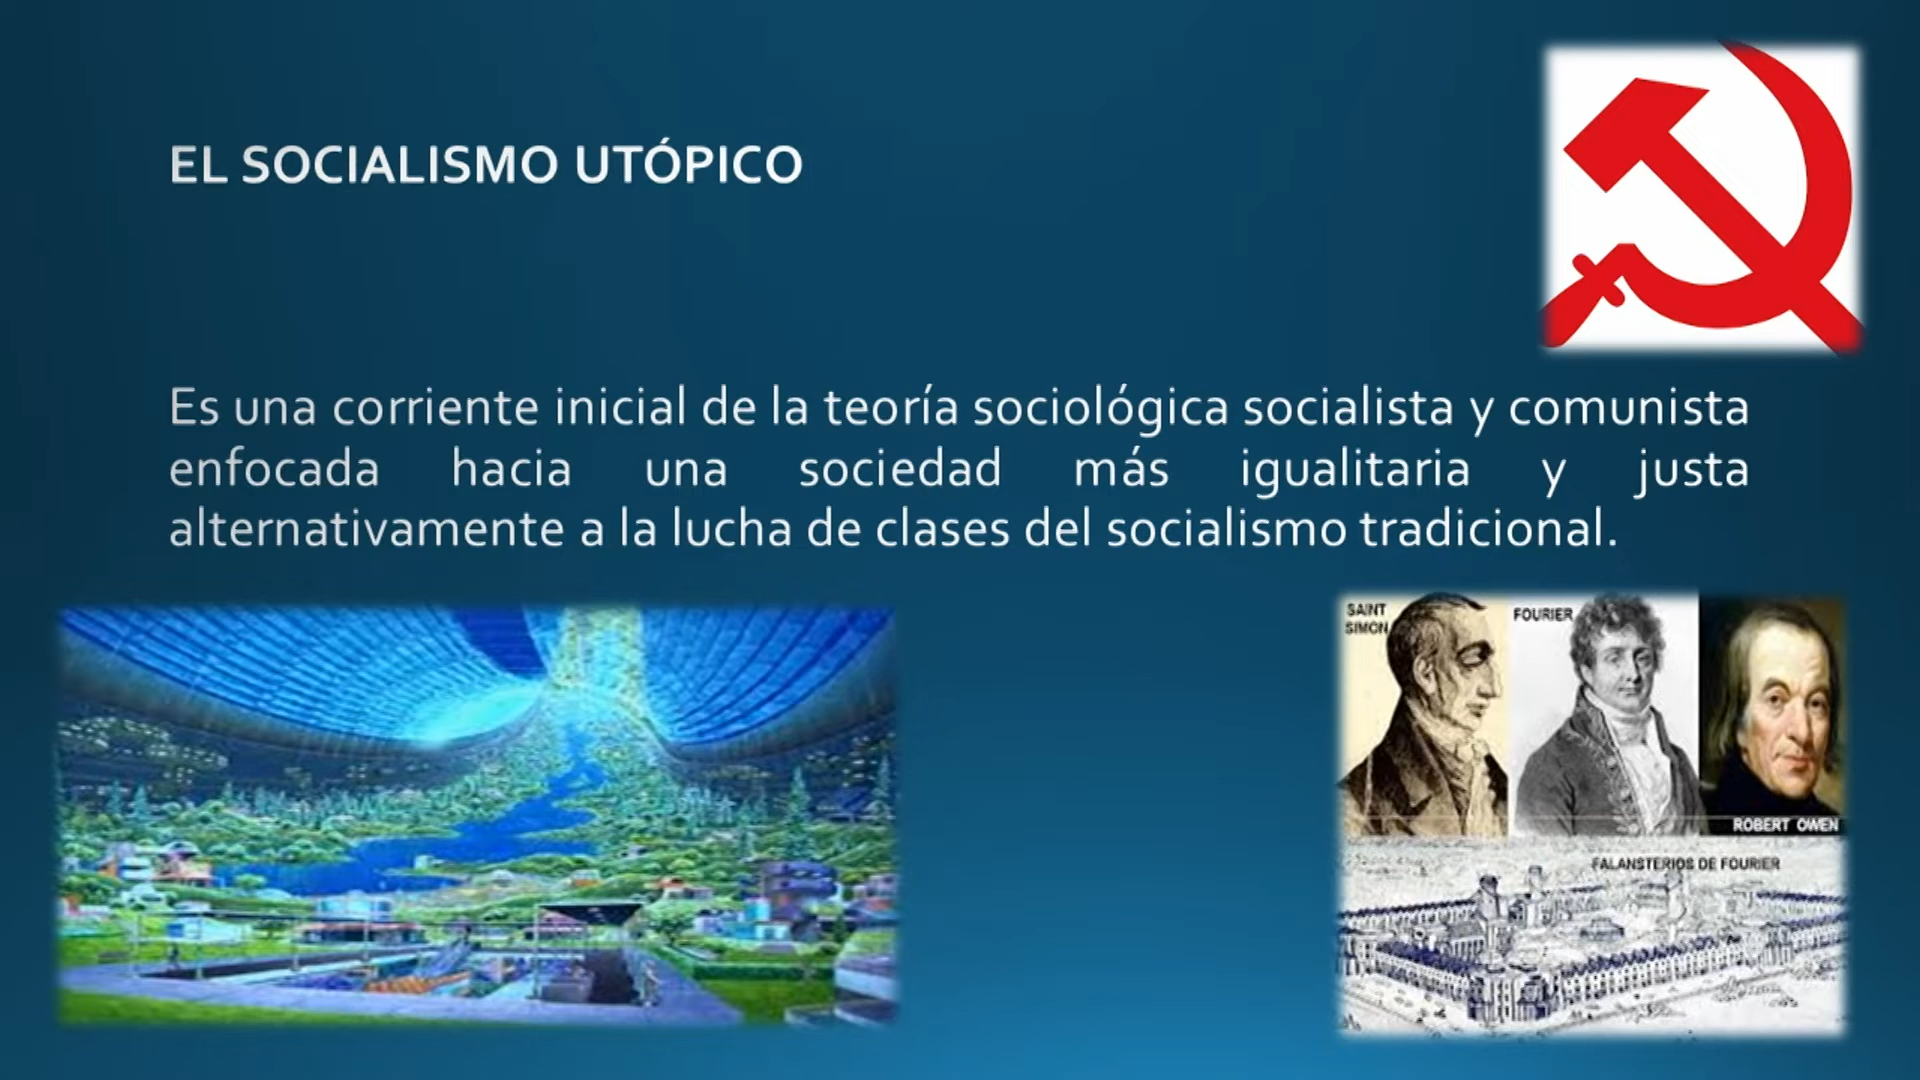 EL SOCIALISMO UTÓPICO
Es una corriente inicial de la teoría sociológica socialista y comunista
enfocada hacia una sociedad más igualitaria y justa
alternativamente a la lucha de clases del socialismo tradicional.
SAINT
SIMON
FOURIER
ROBERT OWEN
FALANSTERIOS DE FOURIER